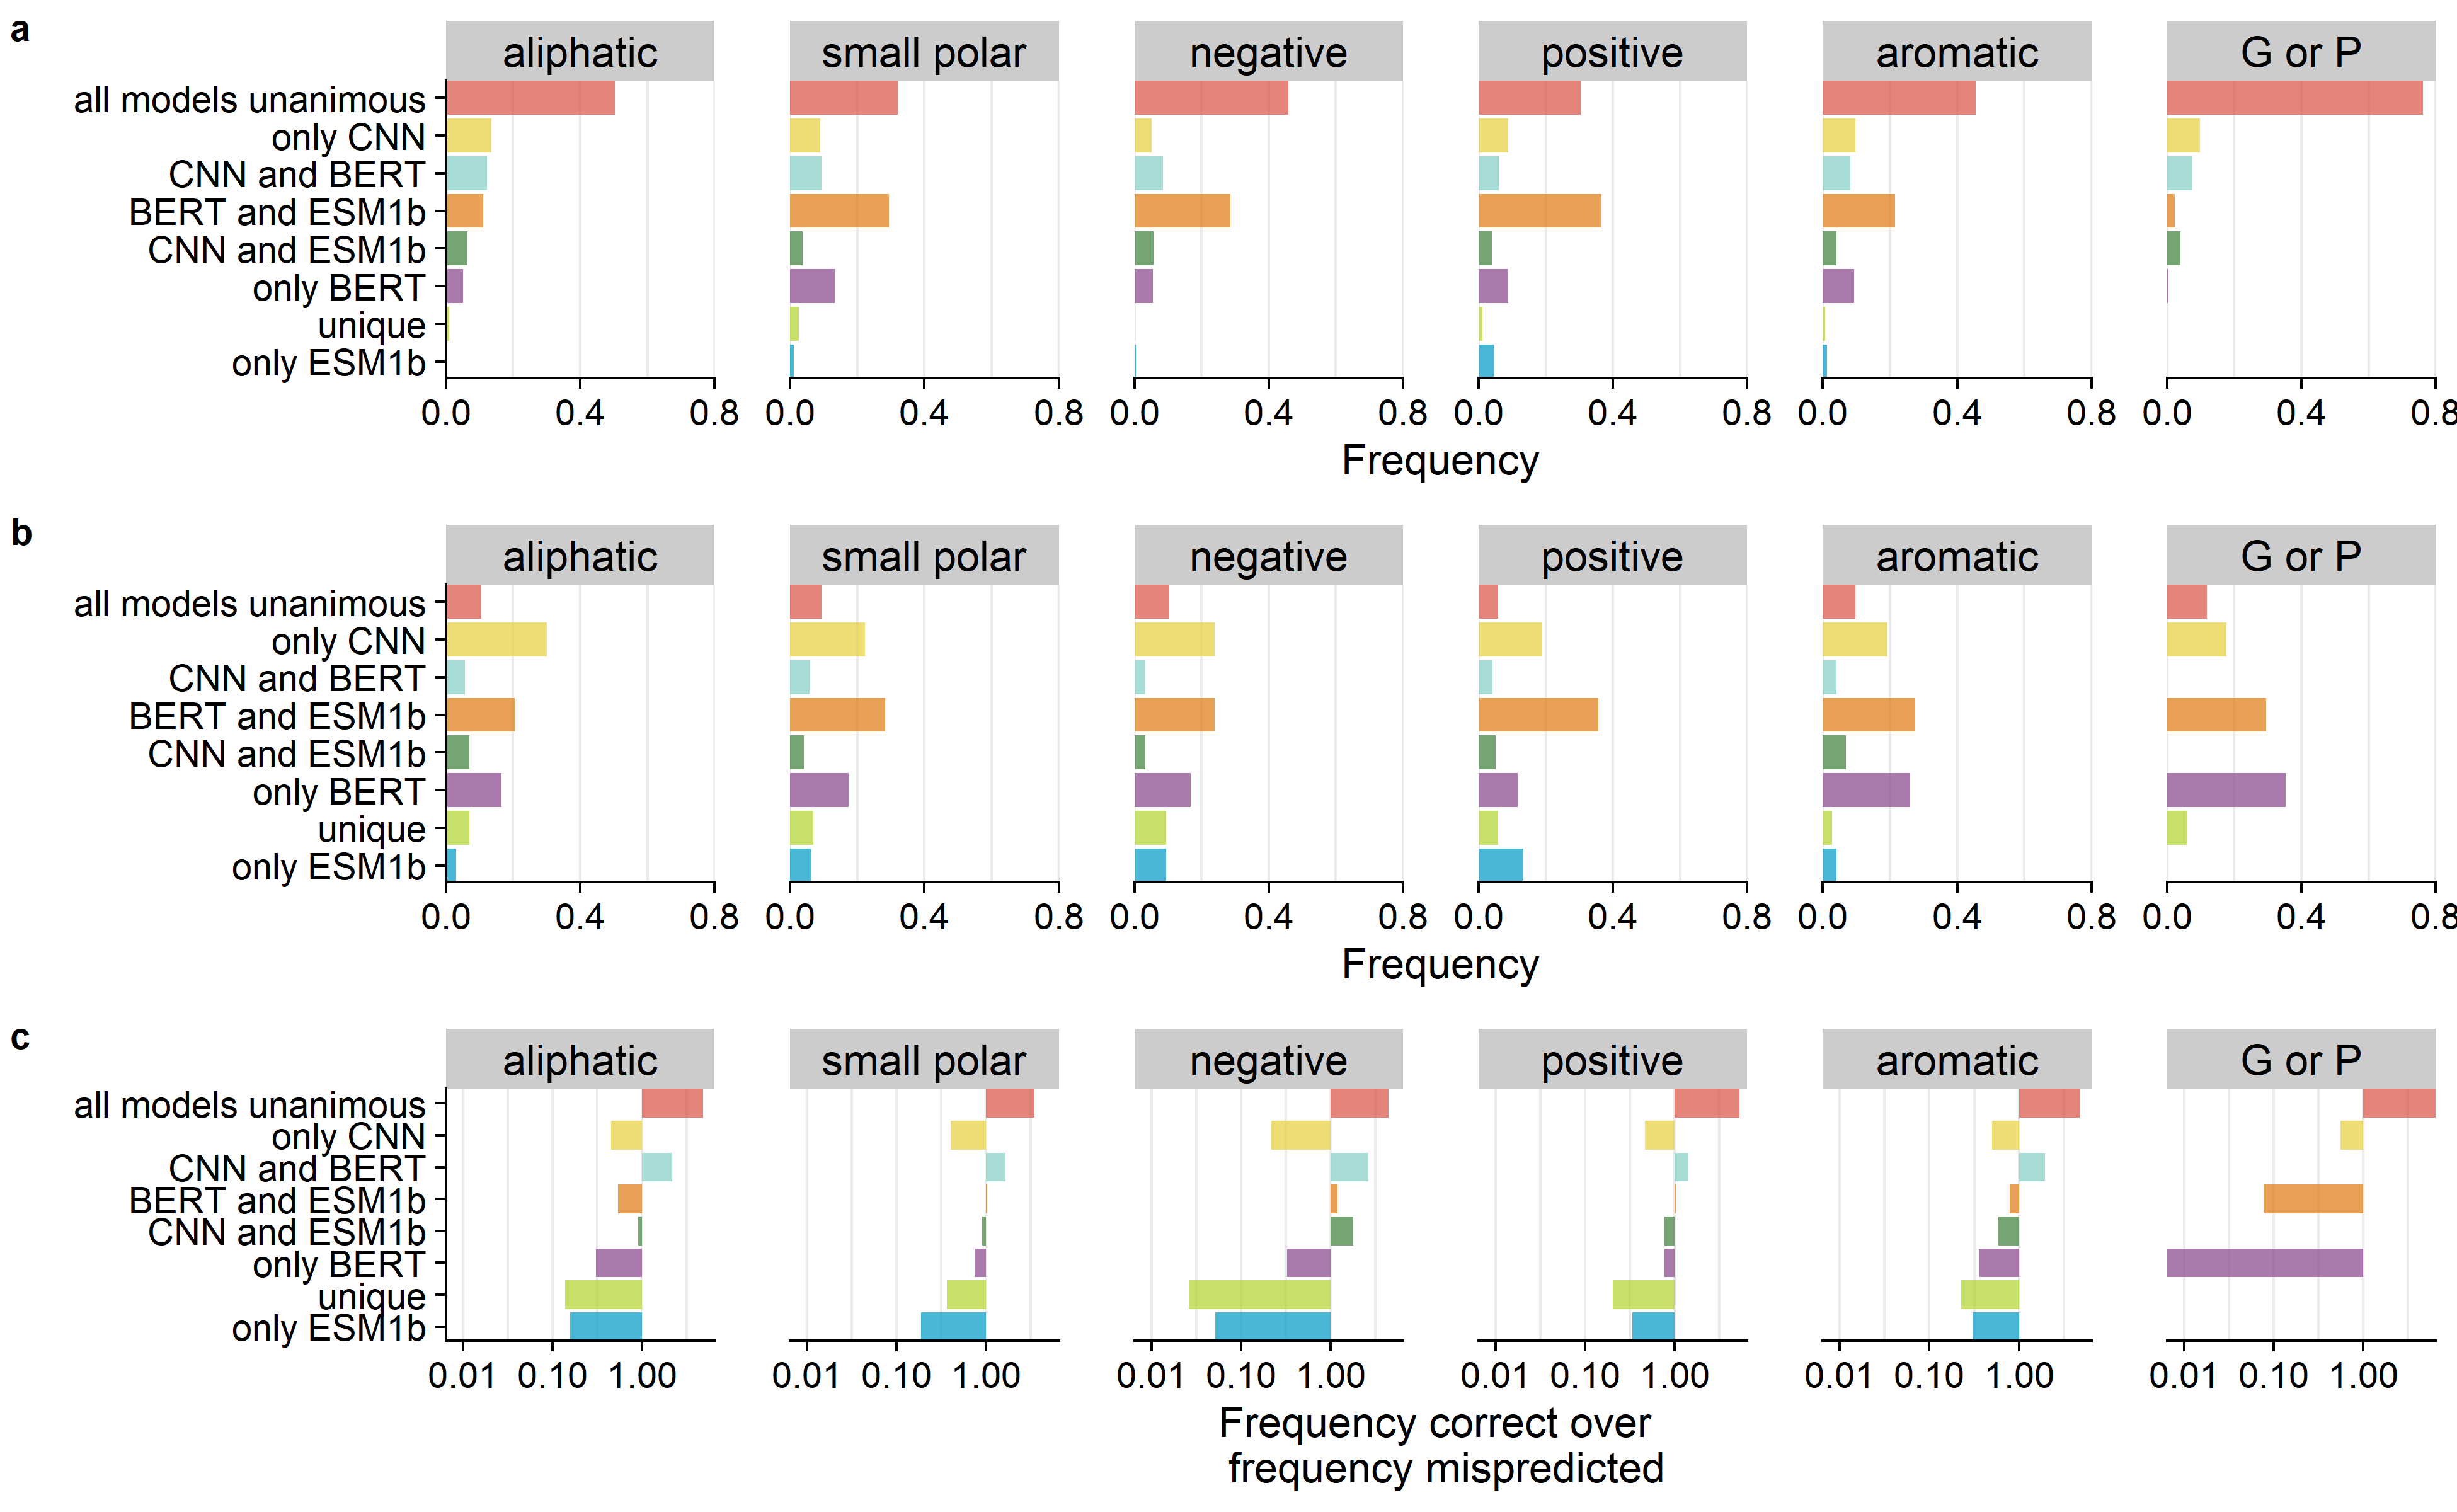 a
aliphatic small polar negative positive aromatic G or P
all models unanimous
only CNN
CNN and BERT
BERT and ESM1b
CNN and ESM1b
only BERT
unique
only ESM1b
0.0 0.4 0.8 0.0 0.4 0.8 0.0 0.4 0.8 0.0 0.4 0.8 0.0 0.4 0.8 0.0 0.4 0.8
Frequency
b
aliphatic small polar negative positive aromatic G or P
all models unanimous
only CNN
CNN and BERT
BERT and ESM1b
CNN and ESM1b
only BERT
unique
only ESM1b
0.0 0.4 0.8 0.0 0.4 0.8 0.0 0.4 0.8 0.0 0.4 0.8 0.0 0.4 0.8 0.0 0.4 0.8
Frequency
c
aliphatic small polar negative positive aromatic G or P
all models unanimous
only CNN
CNN and BERT
BERT and ESM1b
CNN and ESM1b
only BERT
unique
only ESM1b
0.01 0.10 1.00 0.01 0.10 1.00 0.01 0.10 1.00 0.01 0.10 1.00 0.01 0.10 1.00 0.01 0.10 1.00
Frequency correct over
frequency mispredicted